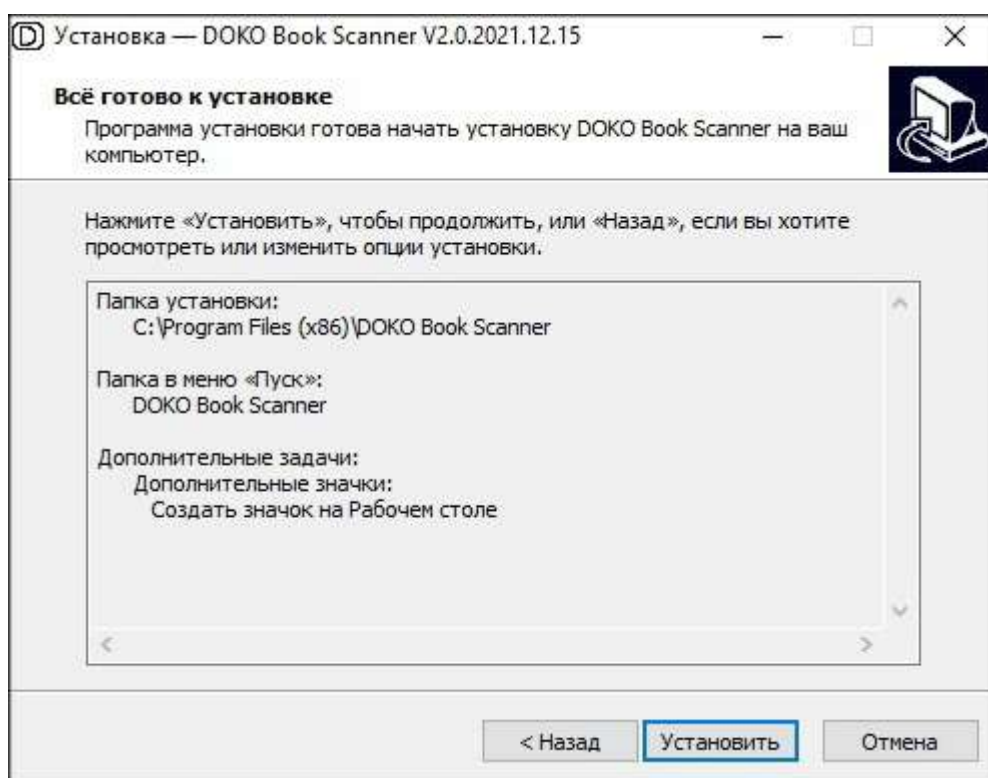 D Установка — DOKO Book Scanner V2.0.2021.12.15
Всё готово к установке
Программа установки готова начать установку DOKO Book Scanner на ваш
компьютер.
Нажмите «Установить», чтобы продолжить, или «Назад», если вы хотите
просмотреть или изменить опции установки.
Папка установки:
C:\Program Files (x86)\DOKO Book Scanner
Папка в меню «Пуск»:
DOKO Book Scanner
Дополнительные задачи:
Дополнительные значки:
Создать значок на Рабочем столе
< Назад Установить Отмена